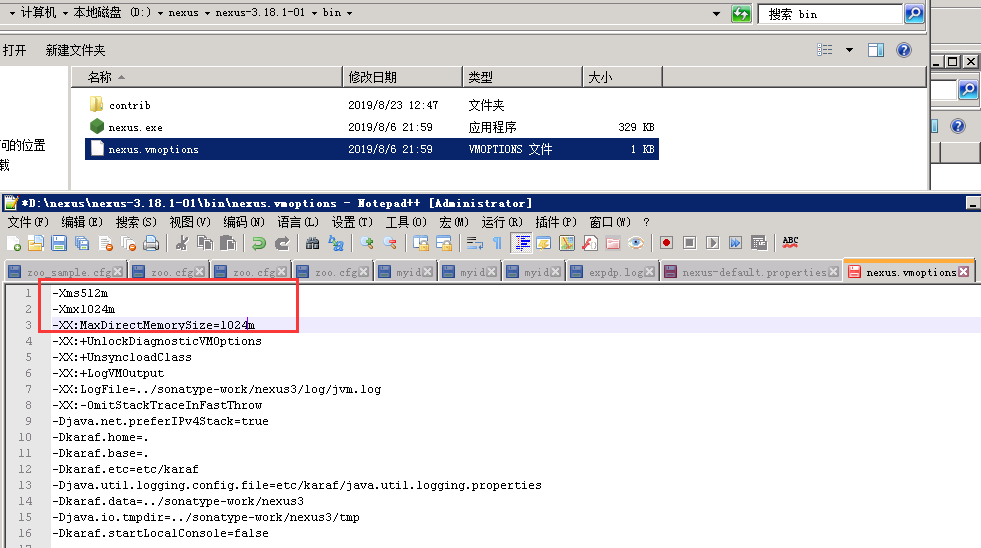 计算机 本地磁盘 (D:) nexus nexus-3.18.1-01 bin
搜索 bin
打开 新建文件夹
名称 修改日期 类型 大小
contrib 2019/8/23 12:47 文件夹
nexus.exe 2019/8/6 21:59 应用程序 329 KB
nexus.vmoptions 2019/8/6 21:59 VMOPTIONS 文件 1 KB
问的位置
载
*D:\nexus\nexus-3.18.1-01\bin\nexus.vmoptions - Notepad++ [Administrator]
文件(F) 编辑(E) 搜索(S) 视图(V) 编码(N) 语言(L) 设置(T) 工具(O) 宏(M) 运行(R) 插件(P) 窗口(W) ?
ABC
zoo_sample.cfg zoo.cfg zoo.cfg zoo.cfg myid myid myid expdp.log nexus-default.properties nexus.vmoptions
1 -Xms512m
2 -Xmx1024m
3 -XX:MaxDirectMemorySize=1024m
4 -XX:+UnlockDiagnosticVMOptions
5 -XX:+UnsyncloadClass
6 -XX:+LogVMOutput
7 -XX:LogFile=../sonatype-work/nexus3/log/jvm.log
8 -XX:-OmitStackTraceInFastThrow
9 -Djava.net.preferIPv4Stack=true
10 -Dkaraf.home=.
11 -Dkaraf.base=.
12 -Dkaraf.etc=etc/karaf
13 -Djava.util.logging.config.file=etc/karaf/java.util.logging.properties
14 -Dkaraf.data=../sonatype-work/nexus3
15 -Djava.io.tmpdir=../sonatype-work/nexus3/tmp
16 -Dkaraf.startLocalConsole=false